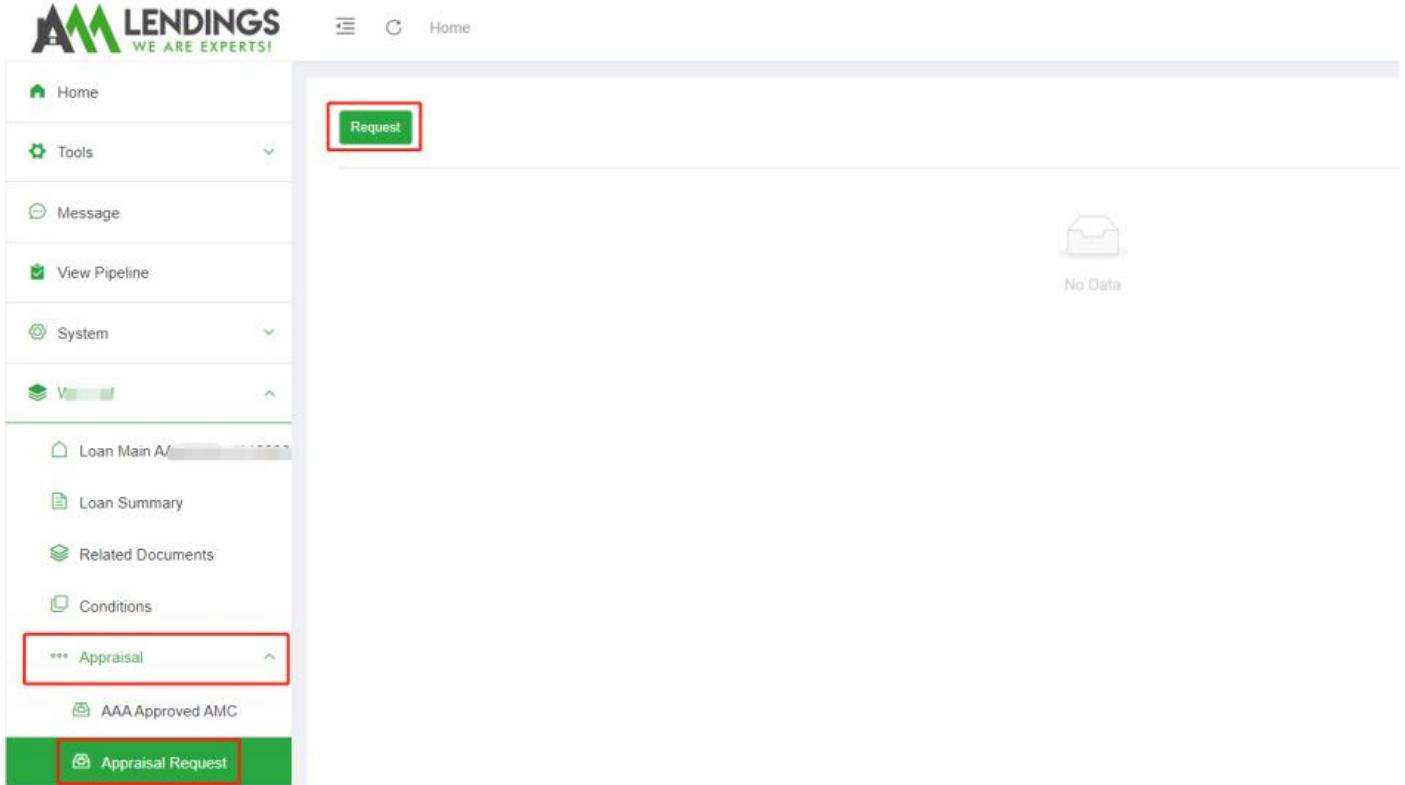 LENDINGS
WE ARE EXPERTS!
Home
Home
Tools
Message
View Pipeline
System
Loan Main
Loan Summary
Related Documents
Conditions
Appraisal
AAA Approved AMC
Appraisal Request
Request
No Data